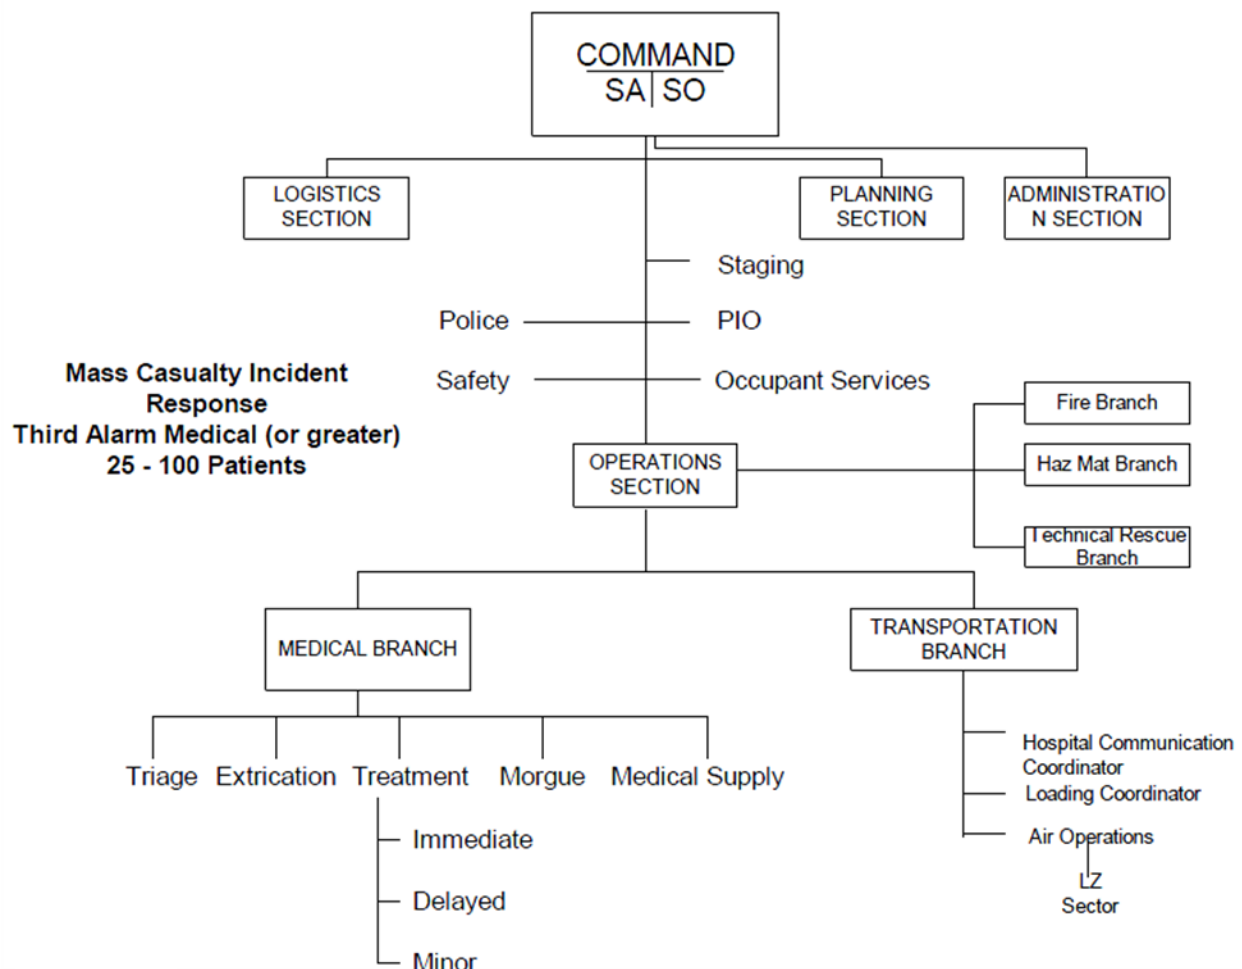 COMMAND
SA SO
LOGISTICS
SECTION
PLANNING
SECTION
ADMINISTRATIO
N SECTION
Staging
Police
PIO
Safety
Occupant Services
Mass Casualty Incident
Response
Third Alarm Medical (or greater)
25 - 100 Patients
OPERATIONS
SECTION
Fire Branch
Haz Mat Branch
Technical Rescue
Branch
MEDICAL BRANCH
TRANSPORTATION
BRANCH
Triage
Extrication
Treatment
Morgue
Medical Supply
Immediate
Delayed
Minor
Hospital Communication
Coordinator
Loading Coordinator
Air Operations
LZ
Sector